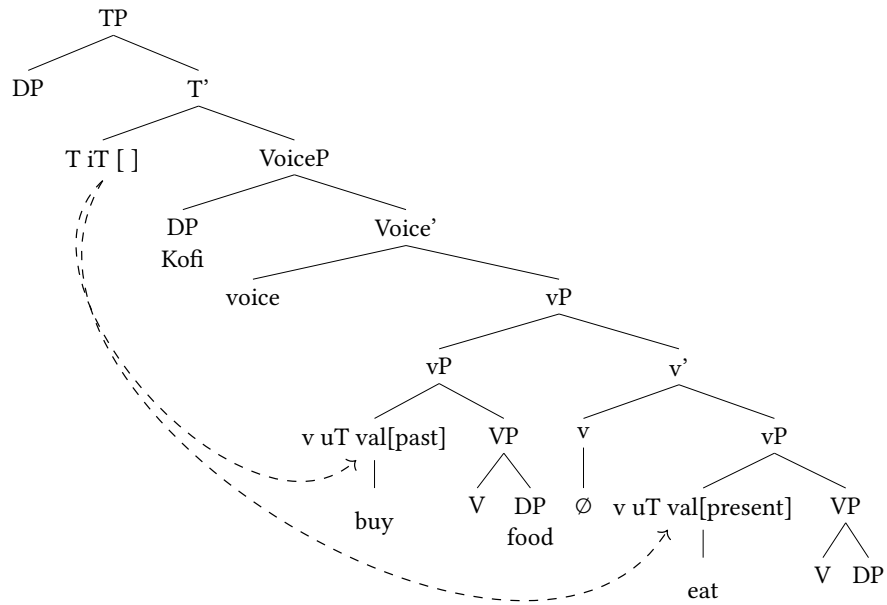 TP
DP T’
T iT [ ] VoiceP
DP Voice’
Kofi
voice vP
vP v’
v uT val[past] VP v vP
buy V DP ∅ v uT val[present] VP
food
eat V DP